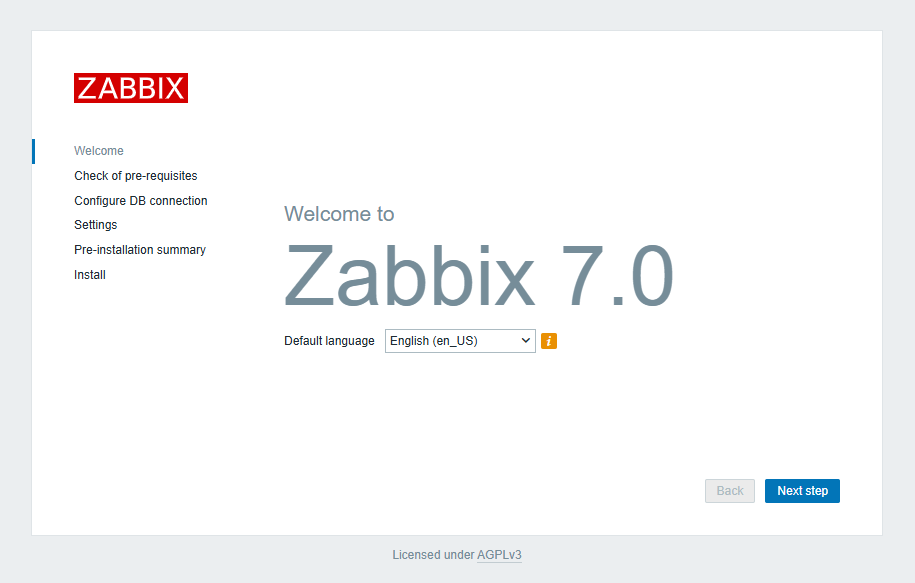 ZABBIX
Welcome
Check of pre-requisites
Configure DB connection
Settings
Pre-installation summary
Install
Welcome to
Zabbix 7.0
Default language English (en_US) i
Back Next step
Licensed under AGPLv3